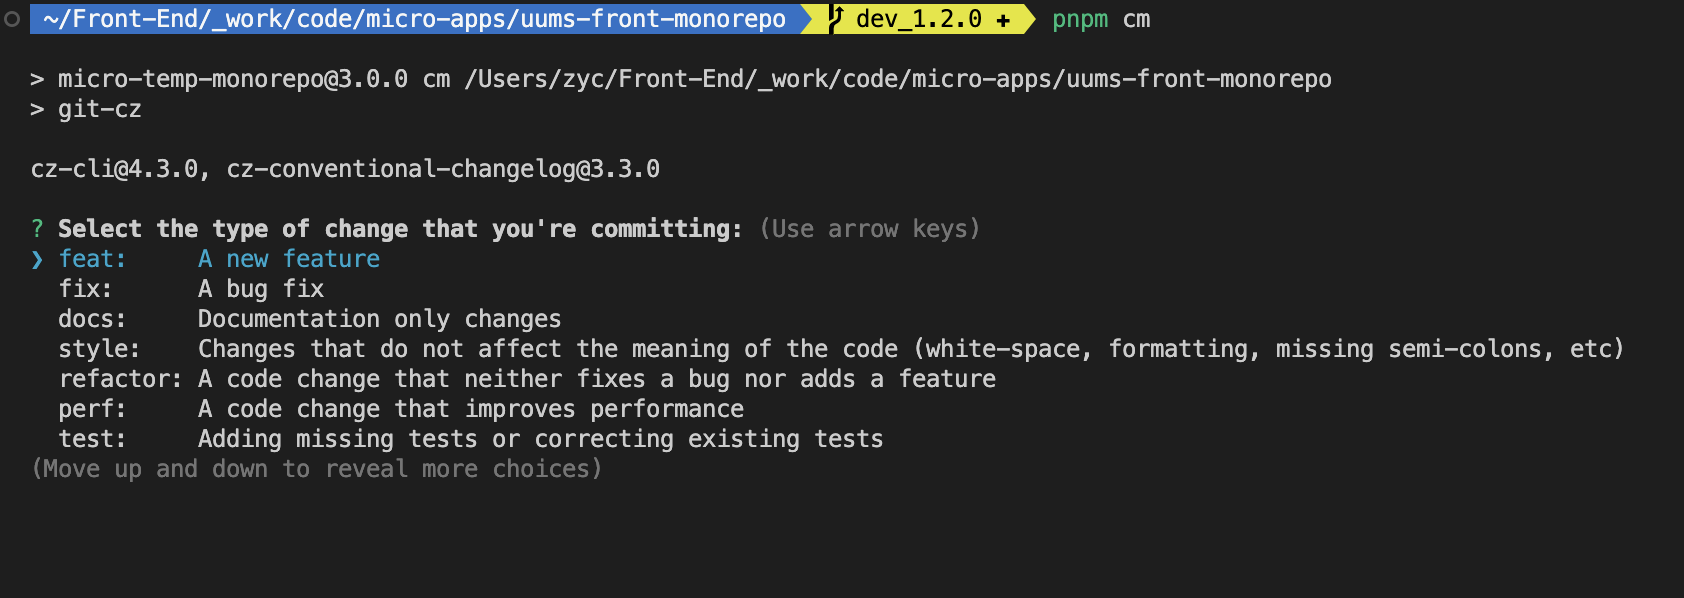 ~/Front-End/_work/code/micro-apps/uums-front-monorepo dev_1.2.0 + pnpm cm
> micro-temp-monorepo@3.0.0 cm /Users/zyc/Front-End/_work/code/micro-apps/uums-front-monorepo
> git-cz
cz-cli@4.3.0, cz-conventional-changelog@3.3.0
? Select the type of change that you're committing: (Use arrow keys)
❯ feat:     A new feature
fix:      A bug fix
docs:     Documentation only changes
style:    Changes that do not affect the meaning of the code (white-space, formatting, missing semi-colons, etc)
refactor: A code change that neither fixes a bug nor adds a feature
perf:     A code change that improves performance
test:     Adding missing tests or correcting existing tests
(Move up and down to reveal more choices)